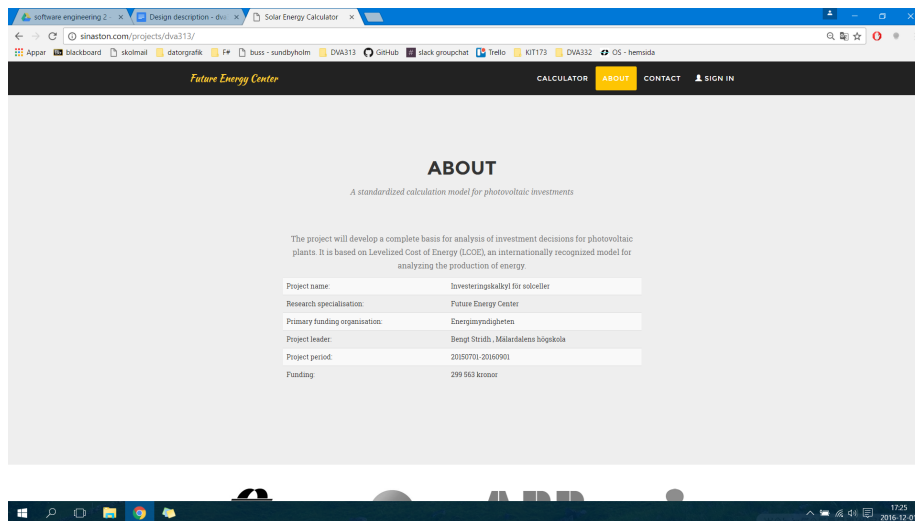 software engineering 2 -
Design description - dva
Solar Energy Calculator
sinaston.com/projects/dva313/
Appar
blackboard
skolmail
datorgrafik
F#
buss - sundbyholm
DVA313
GitHub
slack groupchat
Trello
KIT173
DVA332
OS - hemsida
Future Energy Center
CALCULATOR
ABOUT
CONTACT
SIGN IN
ABOUT
A standardized calculation model for photovoltaic investments
The project will develop a complete basis for analysis of investment decisions for photovoltaic
plants. It is based on Levelized Cost of Energy (LCOE), an internationally recognized model for
analyzing the production of energy.
Project name: Investeringskalkyl för solceller
Research specialisation: Future Energy Center
Primary funding organisation: Energimyndigheten
Project leader: Bengt Stridh , Mälardalens högskola
Project period: 20150701-20160901
Funding: 299 563 kronor
17:25